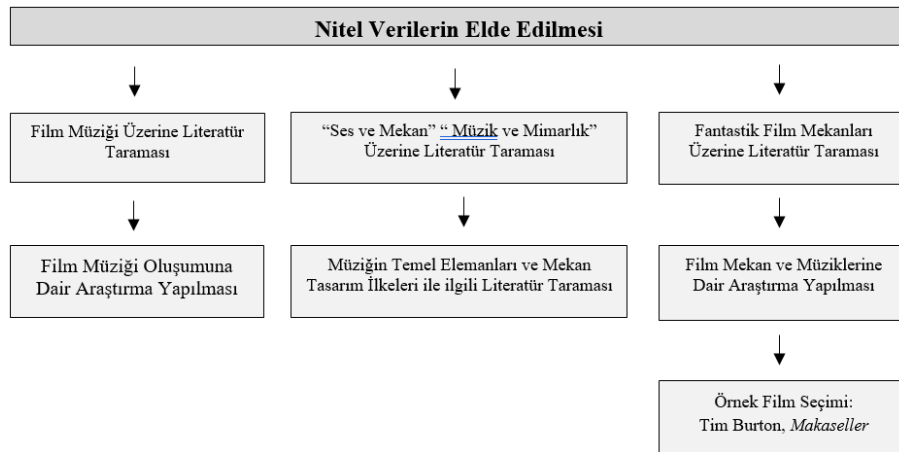 Nitel Verilerin Elde Edilmesi
Film Müziği Üzerine Literatür
Taraması
“Ses ve Mekan” “ Müzik ve Mimarlık”
Üzerine Literatür Taraması
Fantastik Film Mekanları
Üzerine Literatür Taraması
Film Müziği Oluşumuna
Dair Araştırma Yapılması
Müziğin Temel Elemanları ve Mekan
Tasarım İlkeleri ile ilgili Literatür Taraması
Film Mekan ve Müziklerine
Dair Araştırma Yapılması
Örnek Film Seçimi:
Tim Burton, Makaseller